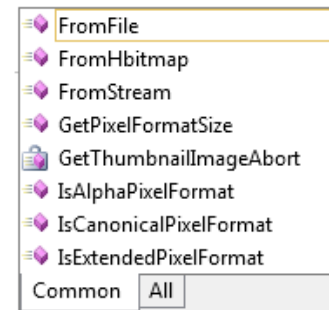 FromFile
FromHbitmap
FromStream
GetPixelFormatSize
GetThumbnailImageAbort
IsAlphaPixelFormat
IsCanonicalPixelFormat
IsExtendedPixelFormat
Common All